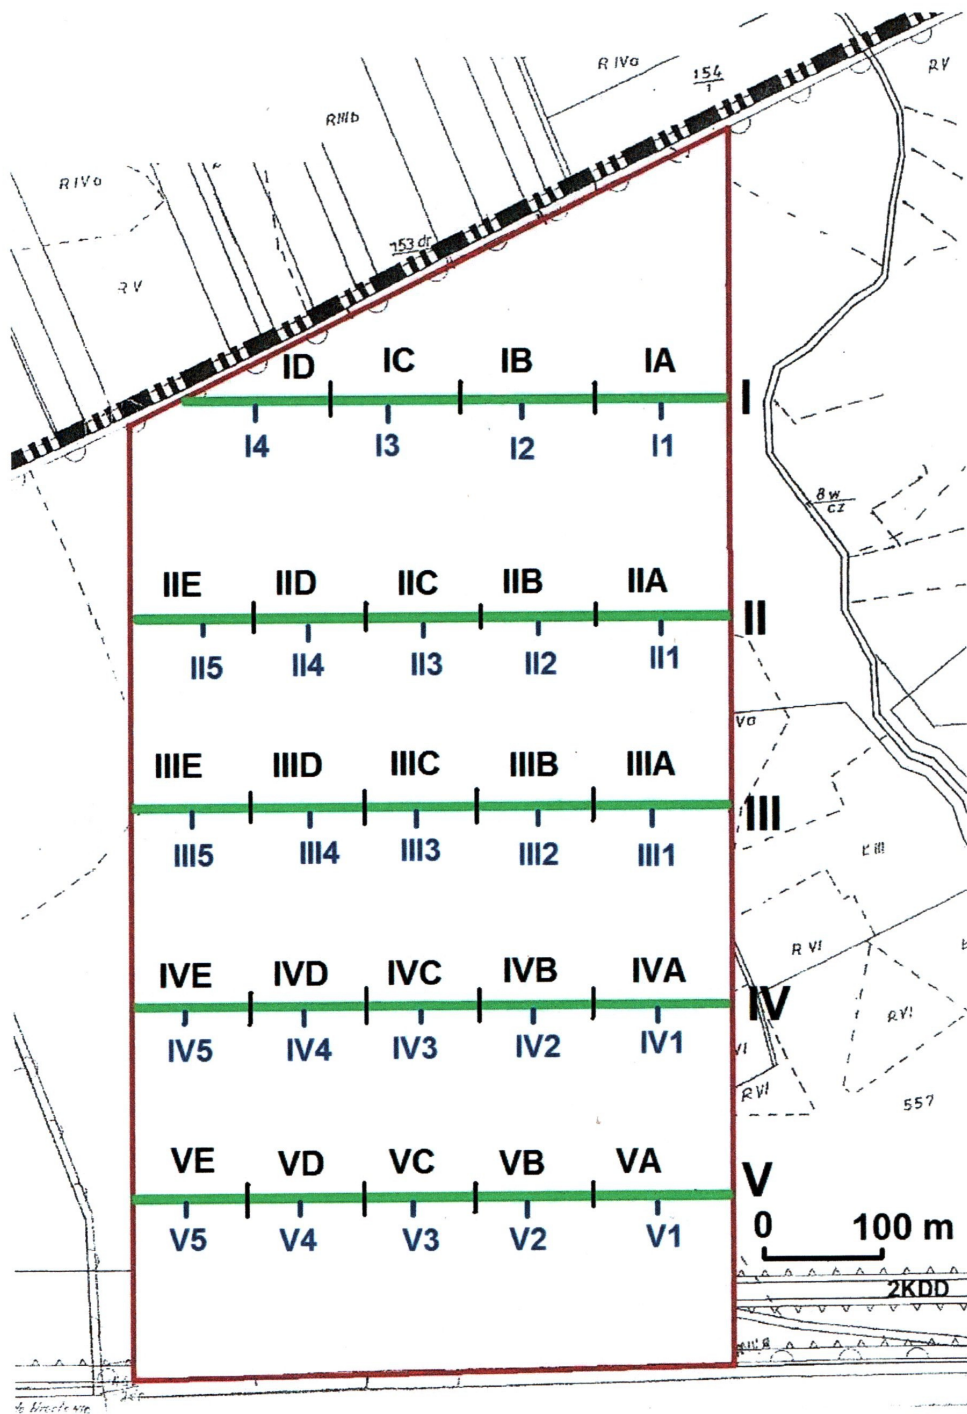 R IVa
154
1
R V
RIIIb
R IVa
153 dr
R V
ID IC IB IA
I
I4 I3 I2 I1
8 w
cz
IIE IID IIC IIB IIA
II
II5 II4 II3 II2 II1
Va
IIIE IIID IIIC IIIB IIIA
III
III5 III4 III3 III2 III1
R VI
IVE IVD IVC IVB IVA
IV
RVI
IV5 IV4 IV3 IV2 IV1
VI
RVI
557
VE VD VC VB VA
V
0 100 m
V5 V4 V3 V2 V1
2KDD